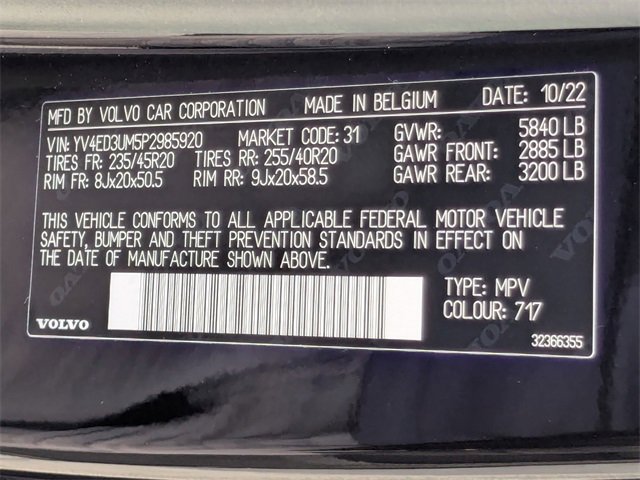 MFD BY VOLVO CAR CORPORATION MADE IN BELGIUM DATE: 10/22
VIN: YV4ED3UM5P2985920 MARKET CODE: 31 GVWR: 5840 LB
TIRES FR: 235/45R20 TIRES RR: 255/40R20 GAWR FRONT: 2885 LB
RIM FR: 8Jx20x50.5 RIM RR: 9Jx20x58.5 GAWR REAR: 3200 LB
THIS VEHICLE CONFORMS TO ALL APPLICABLE FEDERAL MOTOR VEHICLE
SAFETY, BUMPER AND THEFT PREVENTION STANDARDS IN EFFECT ON
THE DATE OF MANUFACTURE SHOWN ABOVE.
TYPE: MPV
COLOUR: 717
VOLVO
32366355